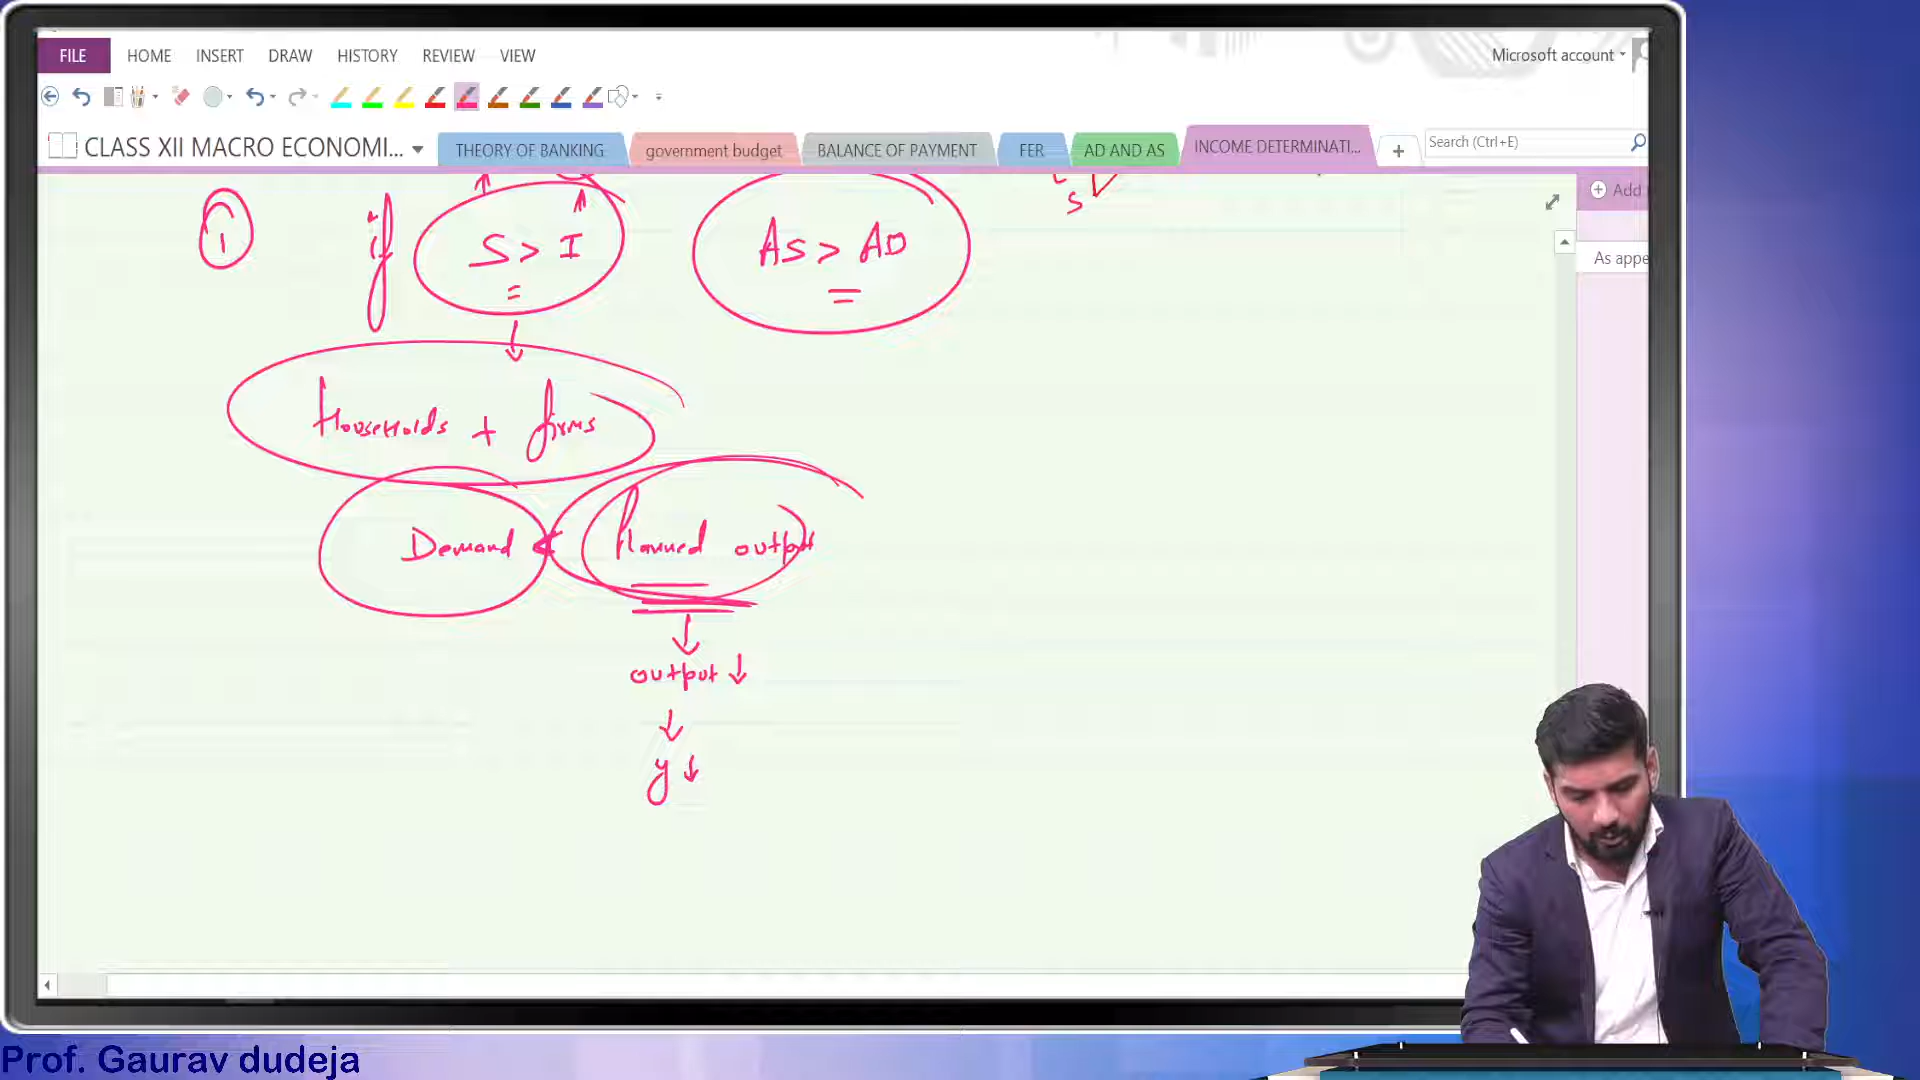 FILE HOME INSERT DRAW HISTORY REVIEW VIEW Microsoft account
CLASS XII MACRO ECONOMI... THEORY OF BANKING government budget BALANCE OF PAYMENT FER AD AND AS INCOME DETERMINATI... + Search (Ctrl+E)
Add
As appe
S
1 if S > I AS > AD
=
=
Households + firms
Demand < Planned output
↓
output ↓
↓
y ↓
Prof. Gaurav dudeja